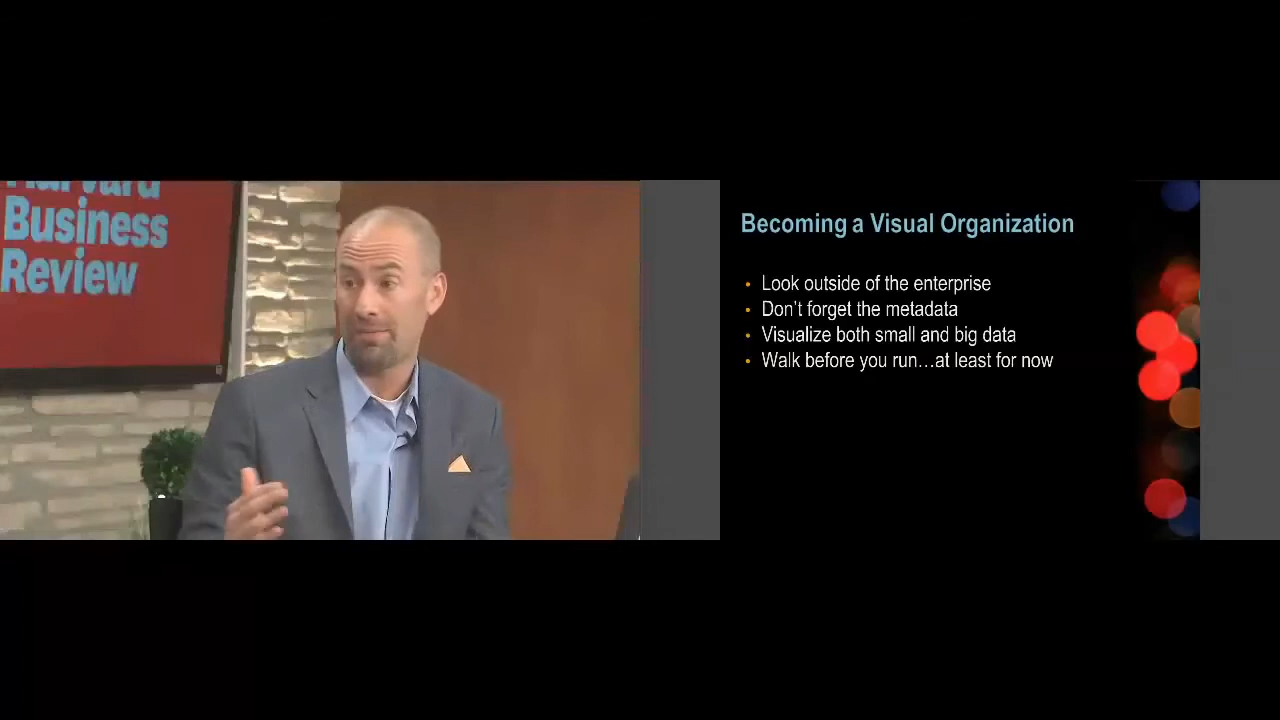 Harvard
Business
Review
Becoming a Visual Organization
• Look outside of the enterprise
• Don't forget the metadata
• Visualize both small and big data
• Walk before you run…at least for now